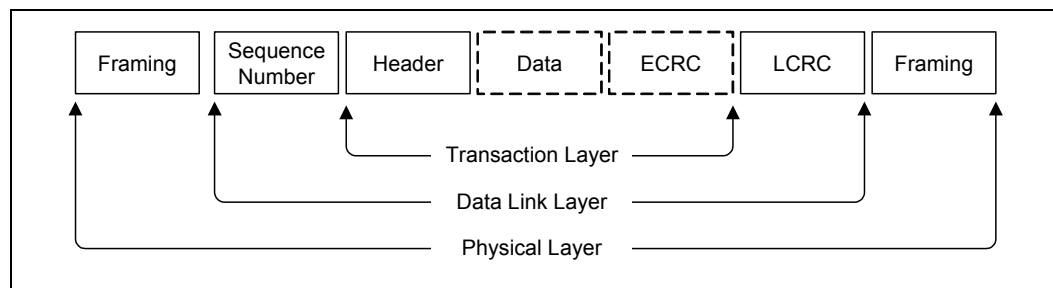 Framing
Sequence
Number
Header
Data
ECRC
LCRC
Framing
Transaction Layer
Data Link Layer
Physical Layer